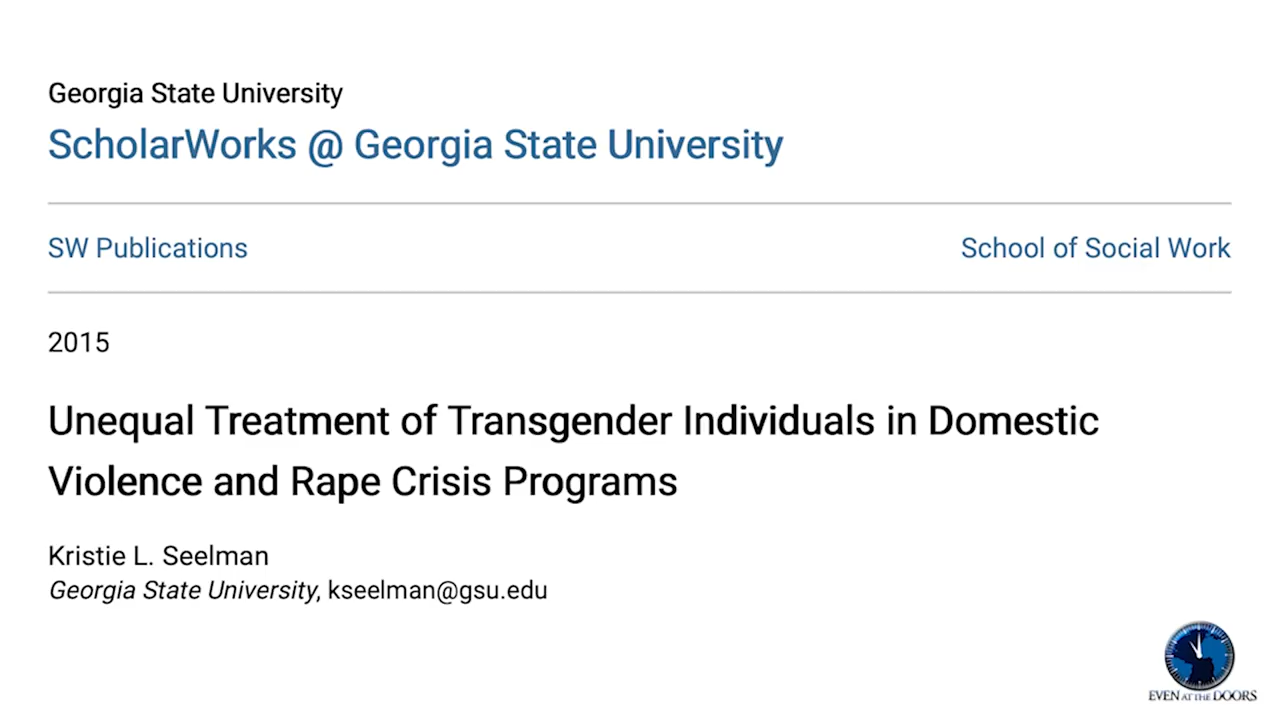 Georgia State University
ScholarWorks @ Georgia State University
SW Publications
School of Social Work
2015
Unequal Treatment of Transgender Individuals in Domestic
Violence and Rape Crisis Programs
Kristie L. Seelman
Georgia State University, kseelman@gsu.edu
EVEN AT THE DOORS